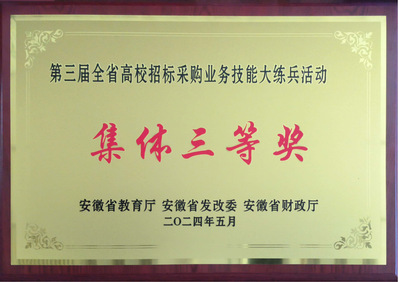 第三届全省高校招标采购业务技能大练兵活动
集体三等奖
安徽省教育厅 安徽省发改委 安徽省财政厅
二〇二四年五月